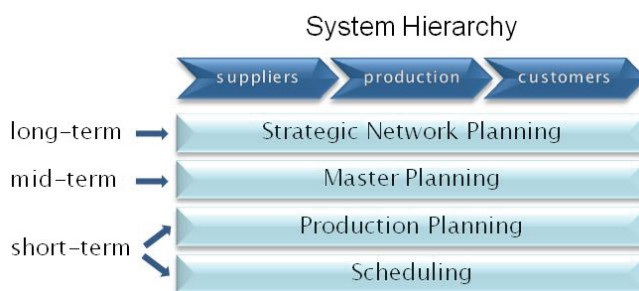 System Hierarchy
suppliers production customers
long-term Strategic Network Planning
mid-term Master Planning
short-term
Production Planning
Scheduling